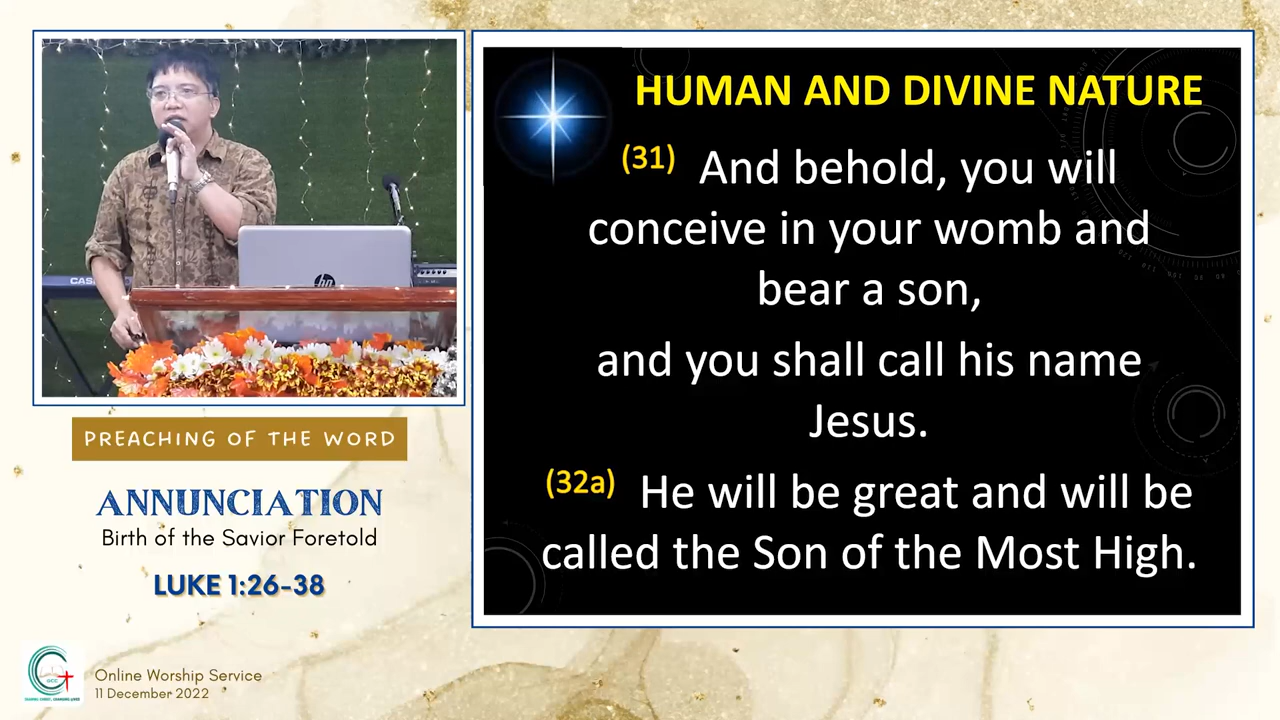 HUMAN AND DIVINE NATURE
(31) And behold, you will
conceive in your womb and
bear a son,
and you shall call his name
Jesus.
(32a) He will be great and will be
called the Son of the Most High.
hp
PREACHING OF THE WORD
ANNUNCIATION
Birth of the Savior Foretold
LUKE 1:26-38
Online Worship Service
11 December 2022